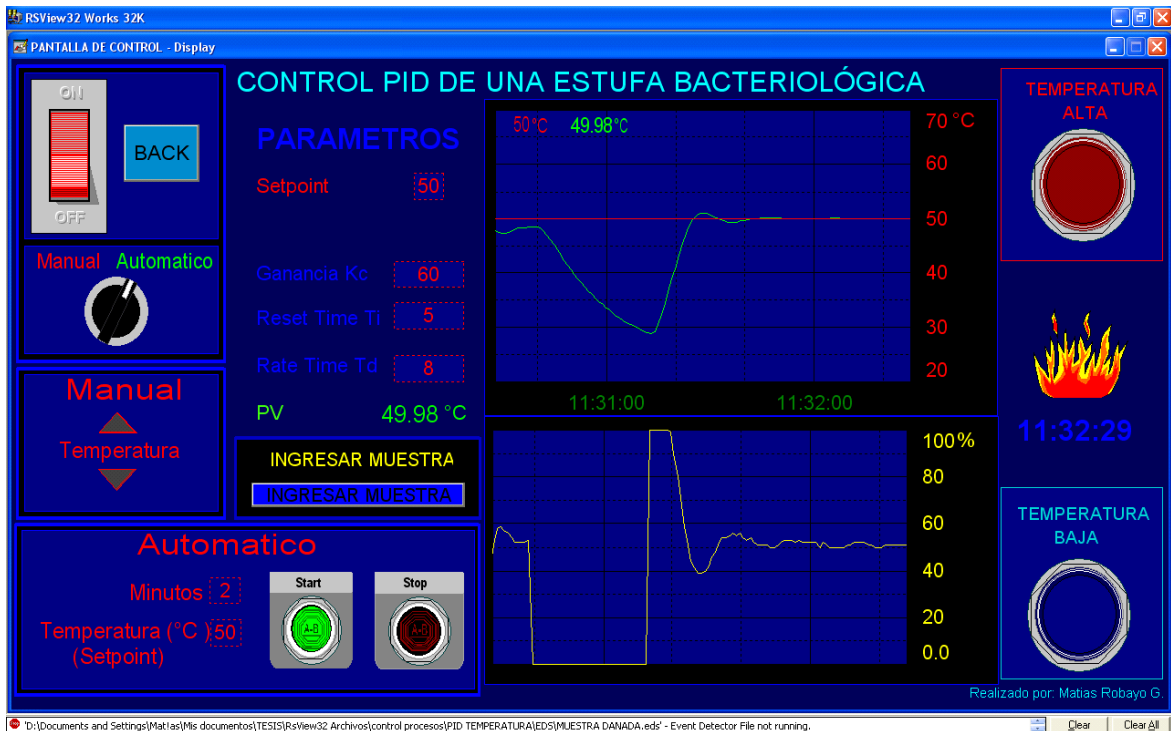 RSView32 Works 32K
PANTALLA DE CONTROL - Display
ON
OFF
BACK
Manual Automatico
Manual
Temperatura
CONTROL PID DE UNA ESTUFA BACTERIOLÓGICA
PARAMETROS
Setpoint 50
Ganancia Kc 60
Reset Time Ti 5
Rate Time Td 8
PV 49.98 °C
INGRESAR MUESTRA
INGRESAR MUESTRA
Automatico
Minutos 2
Temperatura (°C) 50
(Setpoint)
Start
A-B
Stop
A-B
50°C 49.98°C
70 °C
60
50
40
30
20
11:31:00 11:32:00
100%
80
60
40
20
0.0
TEMPERATURA
ALTA
11:32:29
TEMPERATURA
BAJA
Realizado por: Matias Robayo G.
'D:\Documents and Settings\Mat!as\Mis documentos\TESIS\RsView32 Archivos\control procesos\PID TEMPERATURA\EDS\MUESTRA DANADA.eds' - Event Detector File not running.
Clear
Clear All